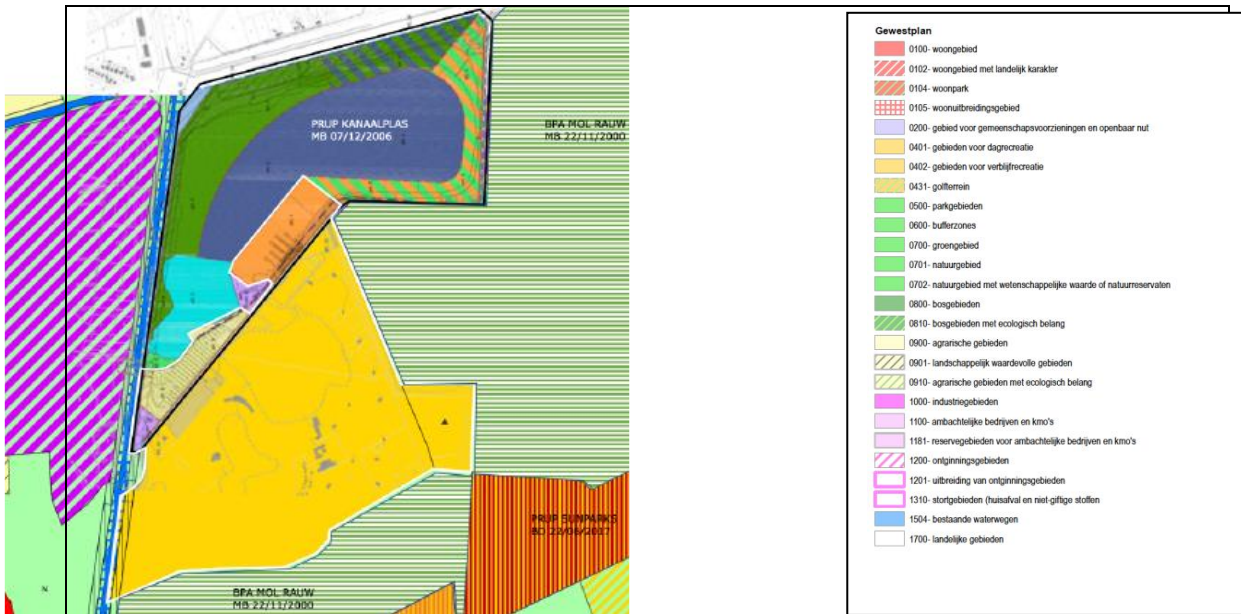 PRUP KANAALPLAS
MB 07/12/2006
BPA MOL RAUW
MB 22/11/2000
PRUP SUNPARKS
BD 22/06/2017
BPA MOL RAUW
MB 22/11/2000
Gewestplan
0100- woongebied
0102- woongebied met landelijk karakter
0104- woonpark
0105- woonuitbreidingsgebied
0200- gebied voor gemeenschapsvoorzieningen en openbaar nut
0401- gebieden voor dagrecreatie
0402- gebieden voor verblijfrecreatie
0431- golfterrein
0500- parkgebieden
0600- bufferzones
0700- groengebied
0701- natuurgebied
0702- natuurgebied met wetenschappelijke waarde of natuurreservaten
0800- bosgebieden
0810- bosgebieden met ecologisch belang
0900- agrarische gebieden
0901- landschappelijk waardevolle gebieden
0910- agrarische gebieden met ecologisch belang
1000- industriegebieden
1100- ambachtelijke bedrijven en kmo's
1181- reservegebieden voor ambachtelijke bedrijven en kmo's
1200- ontginningsgebieden
1201- uitbreiding van ontginningsgebieden
1310- stortgebieden (huisafval en niet-giftige stoffen
1504- bestaande waterwegen
1700- landelijke gebieden